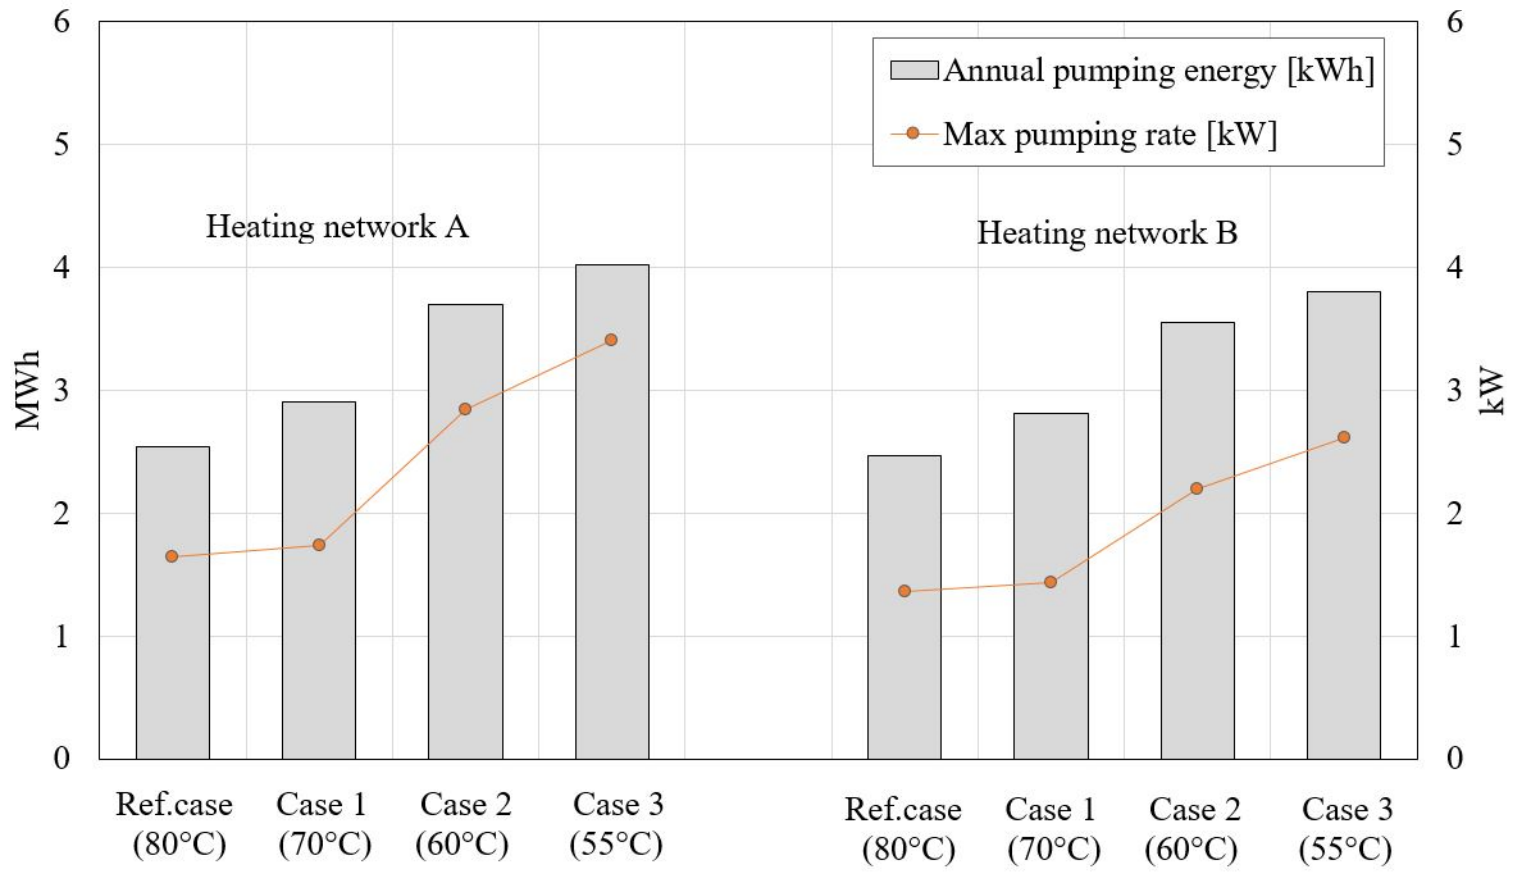 6
5
4
3
2
1
0
MWh
6
5
4
3
2
1
0
kW
Annual pumping energy [kWh]
Max pumping rate [kW]
Heating network A
Heating network B
Ref.case
(80°C)
Case 1
(70°C)
Case 2
(60°C)
Case 3
(55°C)
Ref.case
(80°C)
Case 1
(70°C)
Case 2
(60°C)
Case 3
(55°C)